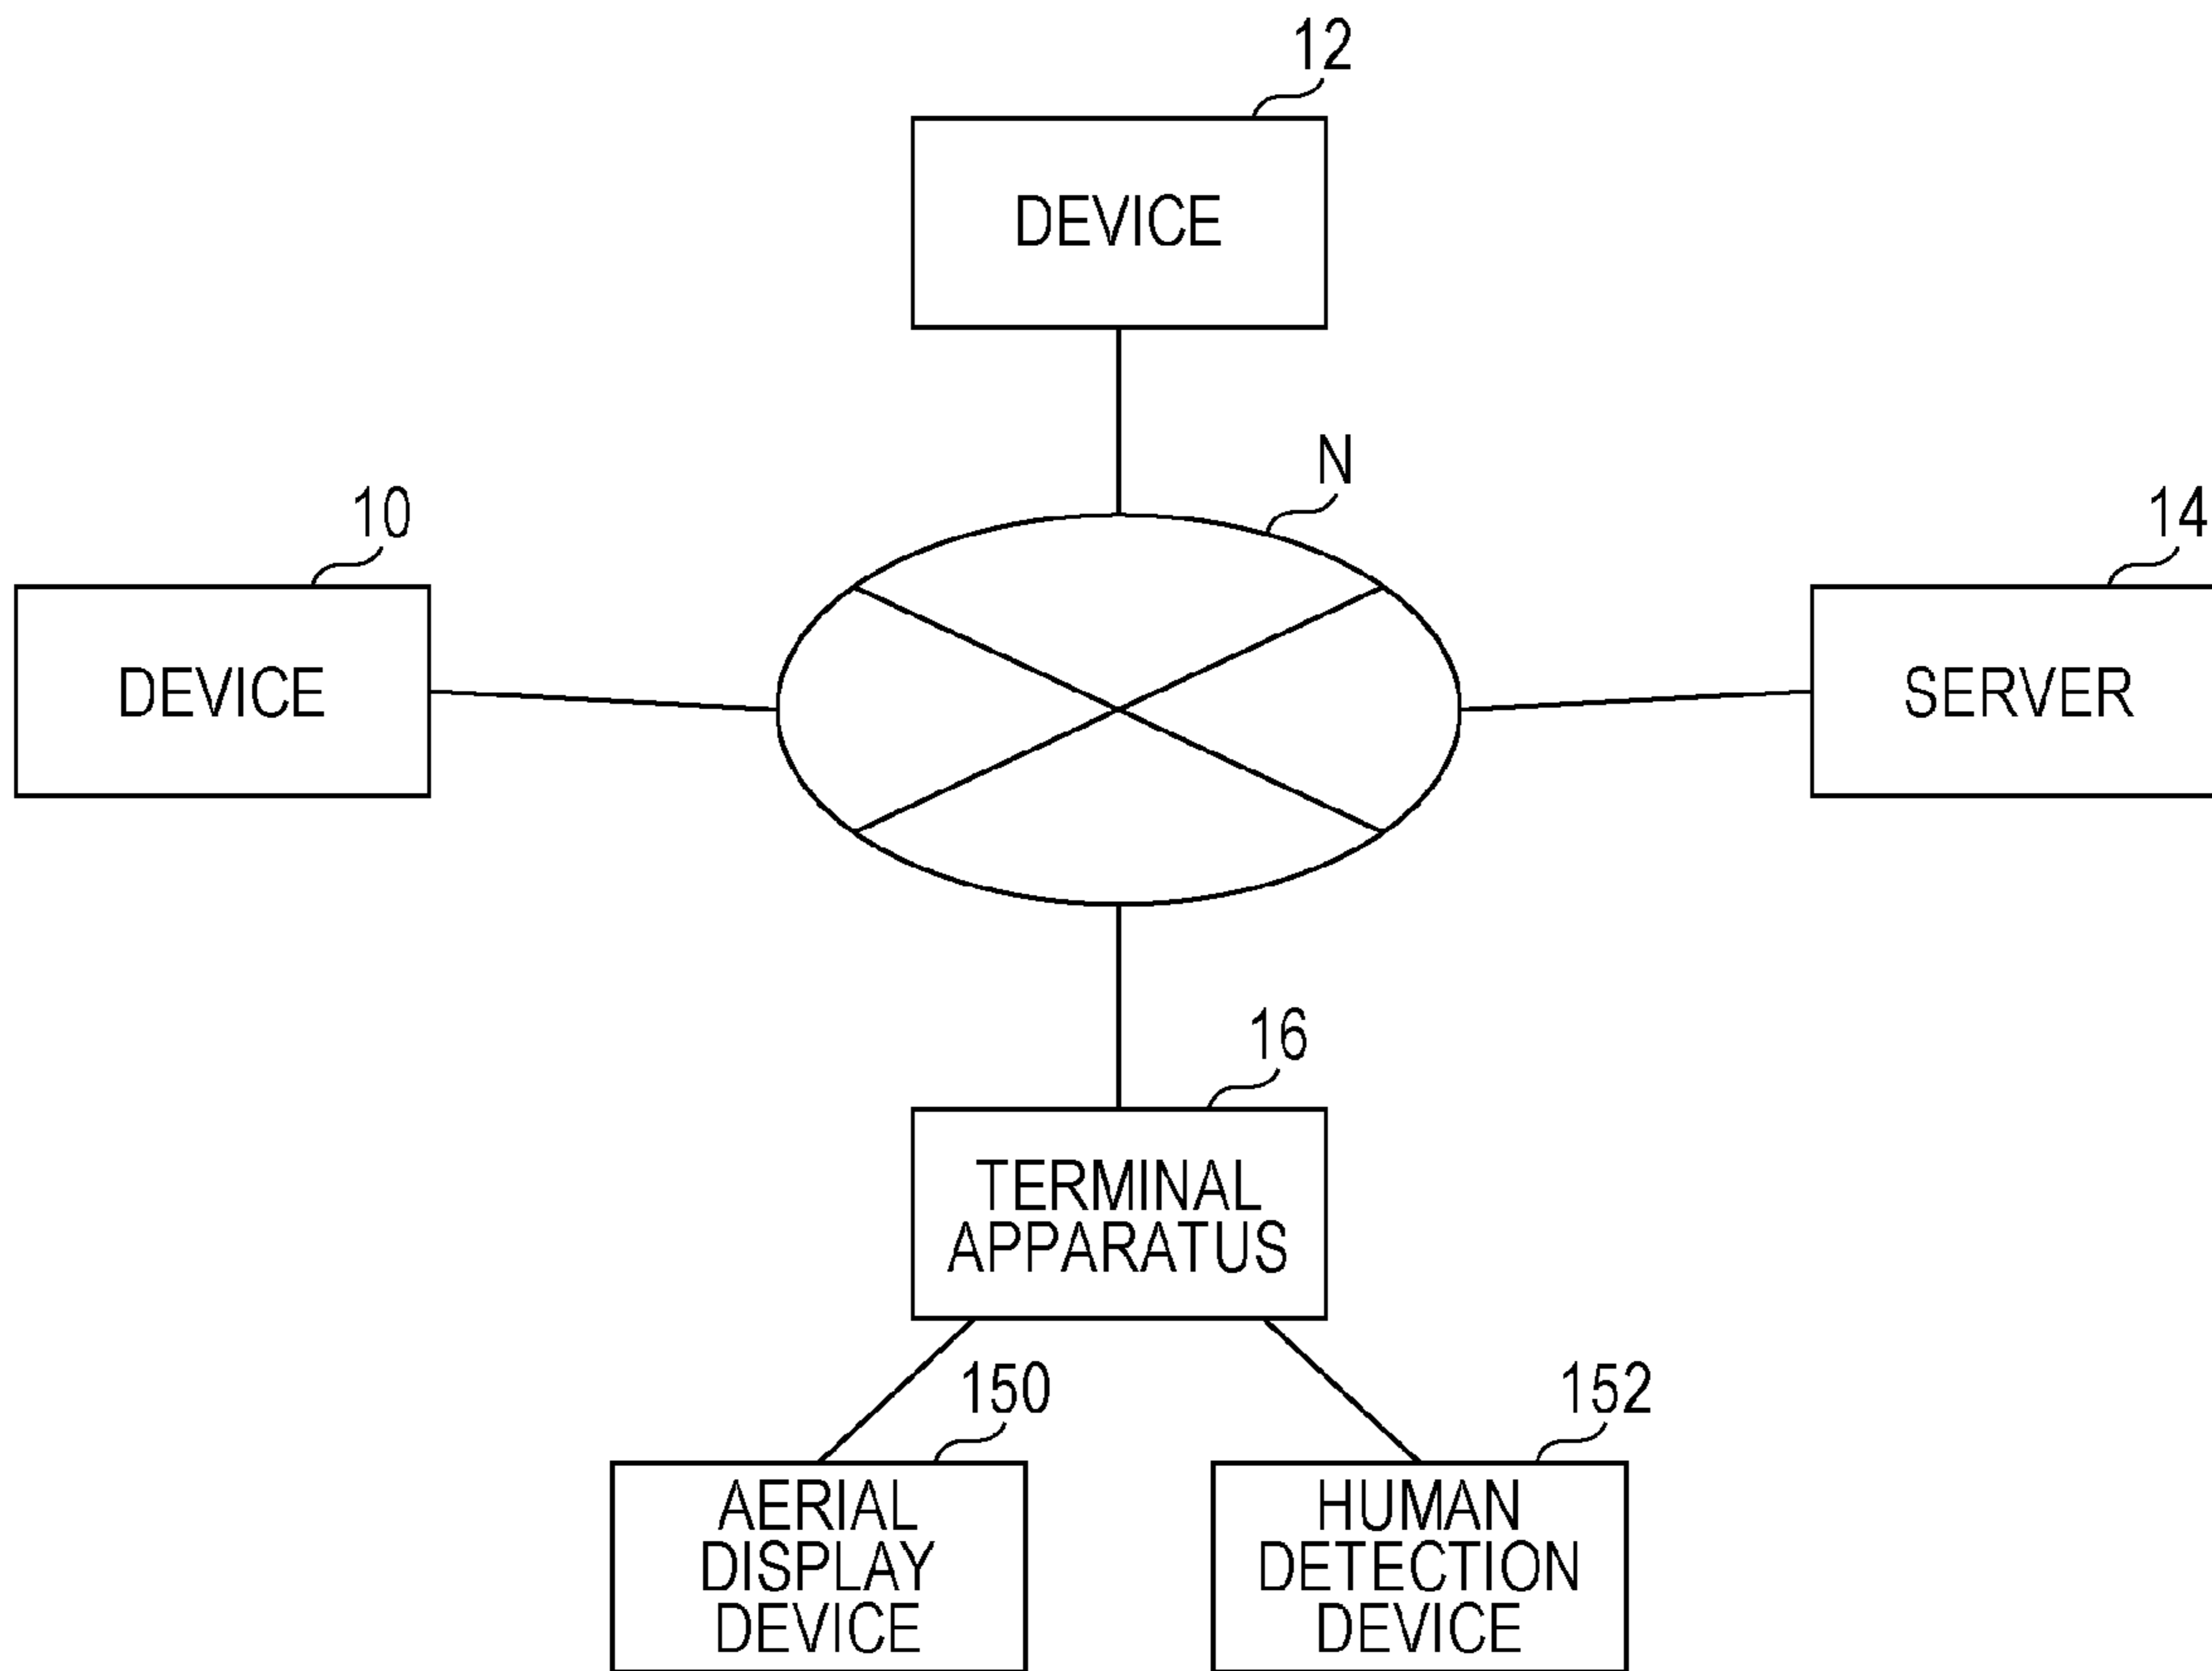 12
DEVICE
N
10
DEVICE
14
SERVER
16
TERMINAL
APPARATUS
150
AERIAL
DISPLAY
DEVICE
152
HUMAN
DETECTION
DEVICE